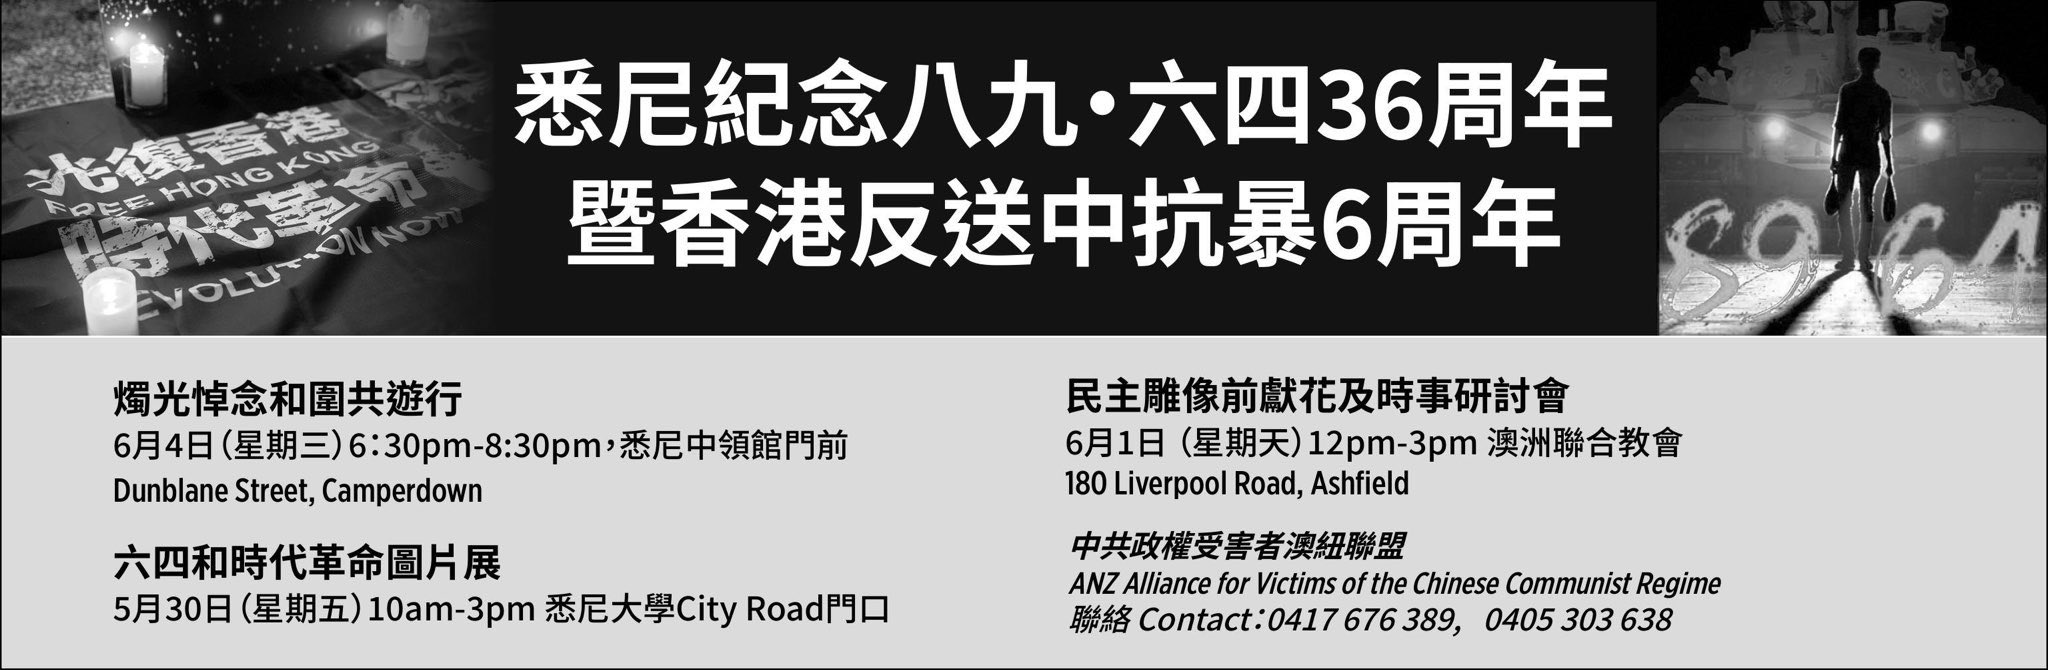 光復香港
FREE HONG KONG
時代革命
REVOLUTION NOW
悉尼紀念八九·六四36周年
暨香港反送中抗暴6周年
89 64
燭光悼念和圍共遊行
6月4日（星期三）6：30pm-8:30pm，悉尼中領館門前
Dunblane Street, Camperdown
六四和時代革命圖片展
5月30日（星期五）10am-3pm 悉尼大學City Road門口
民主雕像前獻花及時事研討會
6月1日 （星期天）12pm-3pm 澳洲聯合教會
180 Liverpool Road, Ashfield
中共政權受害者澳紐聯盟
ANZ Alliance for Victims of the Chinese Communist Regime
聯絡 Contact：0417 676 389,   0405 303 638